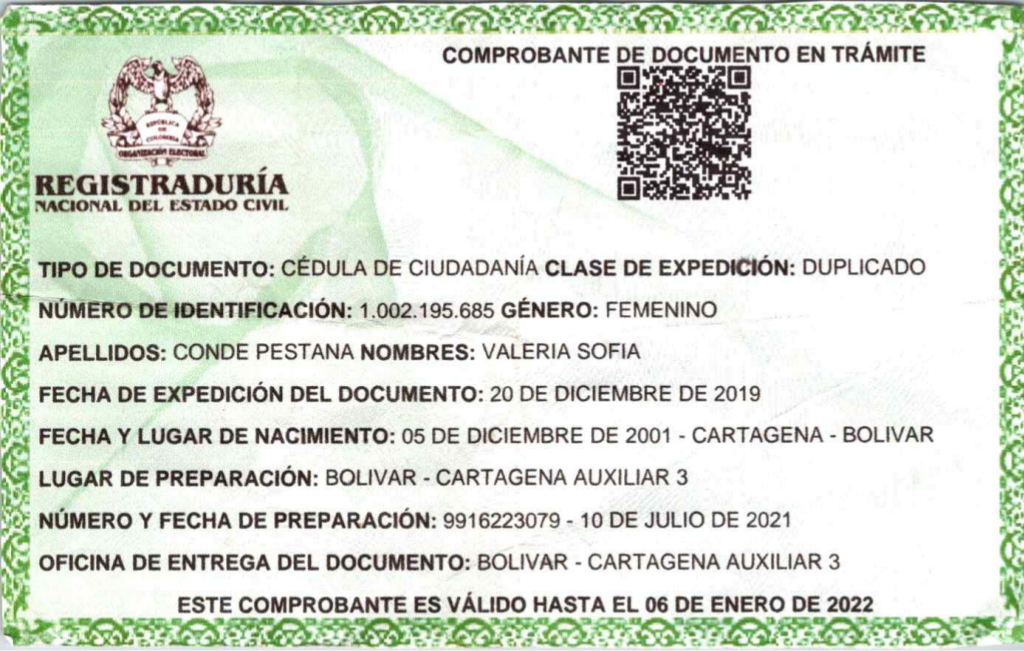 COMPROBANTE DE DOCUMENTO EN TRÁMITE
REPÚBLICA
DE
COLOMBIA
ORGANIZACIÓN ELECTORAL
REGISTRADURÍA
NACIONAL DEL ESTADO CIVIL
TIPO DE DOCUMENTO: CÉDULA DE CIUDADANÍA CLASE DE EXPEDICIÓN: DUPLICADO
NÚMERO DE IDENTIFICACIÓN: 1.002.195.685 GÉNERO: FEMENINO
APELLIDOS: CONDE PESTANA NOMBRES: VALERIA SOFIA
FECHA DE EXPEDICIÓN DEL DOCUMENTO: 20 DE DICIEMBRE DE 2019
FECHA Y LUGAR DE NACIMIENTO: 05 DE DICIEMBRE DE 2001 - CARTAGENA - BOLIVAR
LUGAR DE PREPARACIÓN: BOLIVAR - CARTAGENA AUXILIAR 3
NÚMERO Y FECHA DE PREPARACIÓN: 9916223079 - 10 DE JULIO DE 2021
OFICINA DE ENTREGA DEL DOCUMENTO: BOLIVAR - CARTAGENA AUXILIAR 3
ESTE COMPROBANTE ES VÁLIDO HASTA EL 06 DE ENERO DE 2022